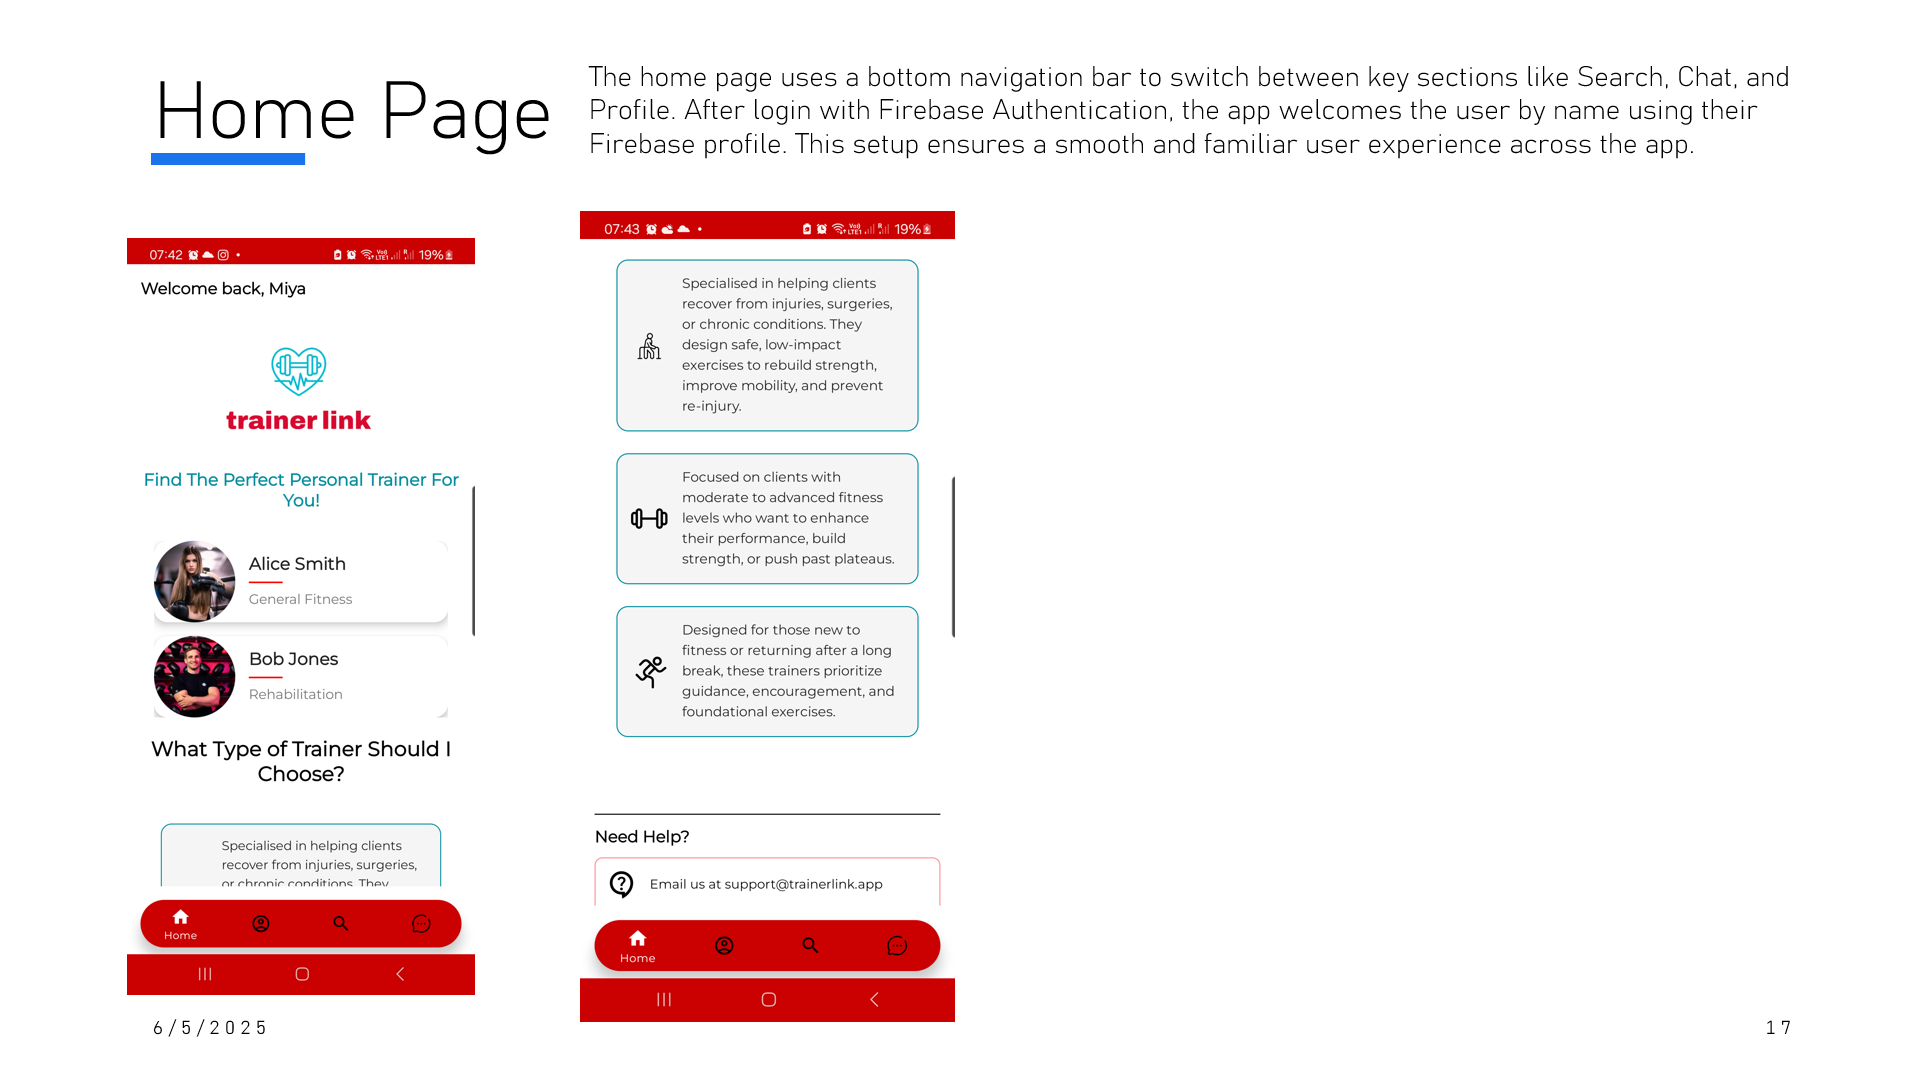 Home Page
The home page uses a bottom navigation bar to switch between key sections like Search, Chat, and
Profile. After login with Firebase Authentication, the app welcomes the user by name using their
Firebase profile. This setup ensures a smooth and familiar user experience across the app.
07:42
19%
Welcome back, Miya
trainer link
Find The Perfect Personal Trainer For
You!
Alice Smith
General Fitness
Bob Jones
Rehabilitation
What Type of Trainer Should I
Choose?
Specialised in helping clients
recover from injuries, surgeries,
or chronic conditions. They
Home
07:43
19%
Specialised in helping clients
recover from injuries, surgeries,
or chronic conditions. They
design safe, low-impact
exercises to rebuild strength,
improve mobility, and prevent
re-injury.
Focused on clients with
moderate to advanced fitness
levels who want to enhance
their performance, build
strength, or push past plateaus.
Designed for those new to
fitness or returning after a long
break, these trainers prioritize
guidance, encouragement, and
foundational exercises.
Need Help?
Email us at support@trainerlink.app
Home
6/5/2025
17